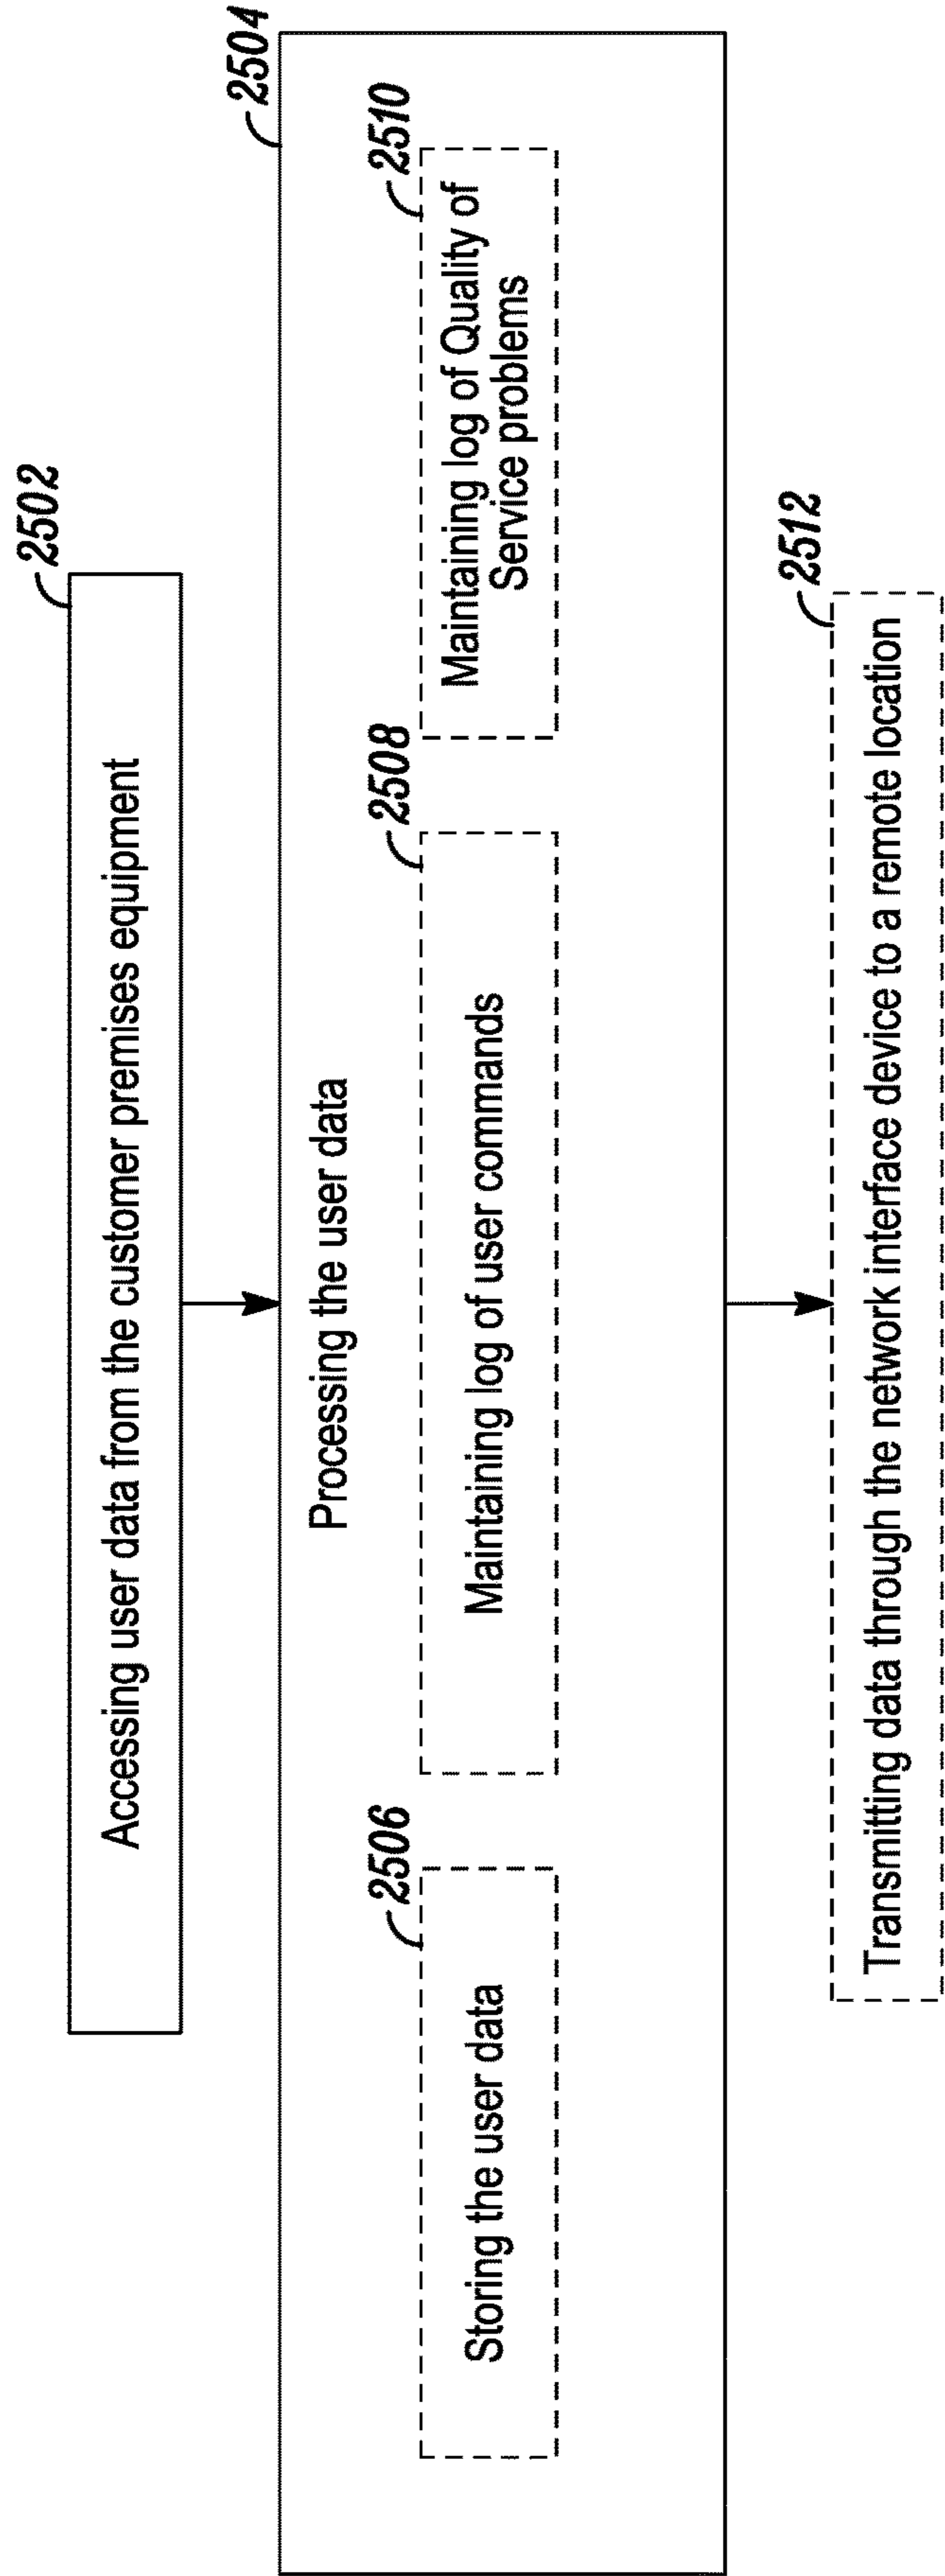 2502
Accessing user data from the customer premises equipment
2504
Processing the user data
2506
Storing the user data
2508
Maintaining log of user commands
2510
Maintaining log of Quality of
Service problems
2512
Transmitting data through the network interface device to a remote location